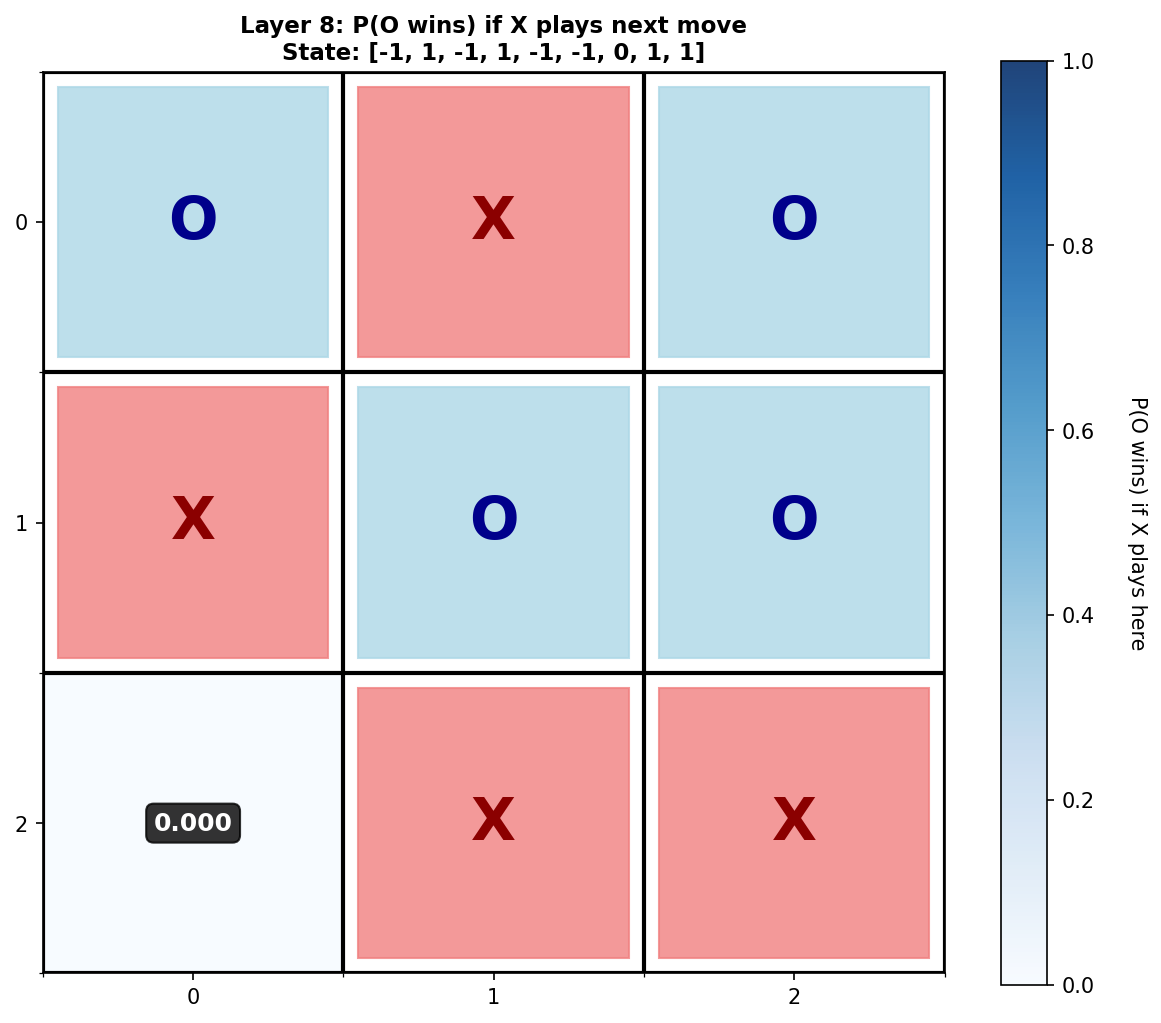 Layer 8: P(O wins) if X plays next move
State: [-1, 1, -1, 1, -1, -1, 0, 1, 1]
1.0
0.8
0.6
0.4
0.2
0.0
P(O wins) if X plays here
0
O
X
O
1
X
O
O
2
0.000
X
X
0
1
2